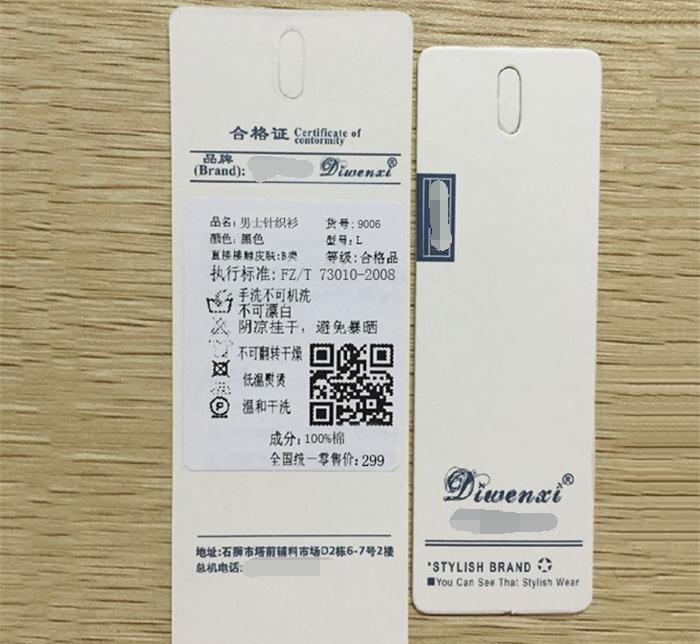 合格证 Certificate of conformity
品牌
(Brand): Diwenxi®
品名: 男士针织衫 货号: 9006
颜色: 黑色 型号: L
直接接触皮肤: B类 等级: 合格品
执行标准: FZ/T 73010-2008
手洗不可机洗
不可漂白
阴凉挂干，避免暴晒
不可翻转干燥
低温熨烫
P 温和干洗
成分: 100%棉
全国统一零售价: 299
地址:石狮市塔前辅料市场D2栋6-7号2楼
总机电话:
Diwenxi®
*STYLISH BRAND
You Can See That Stylish Wear